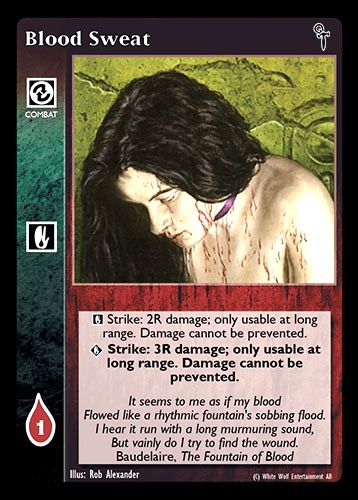 Blood Sweat
COMBAT
Strike: 2R damage; only usable at long
range. Damage cannot be prevented.
Strike: 3R damage; only usable at
long range. Damage cannot be
prevented.
It seems to me as if my blood
Flowed like a rhythmic fountain's sobbing flood.
I hear it run with a long murmuring sound,
But vainly do I try to find the wound.
Baudelaire, The Fountain of Blood
1
Illus: Rob Alexander
(C) White Wolf Entertainment AB